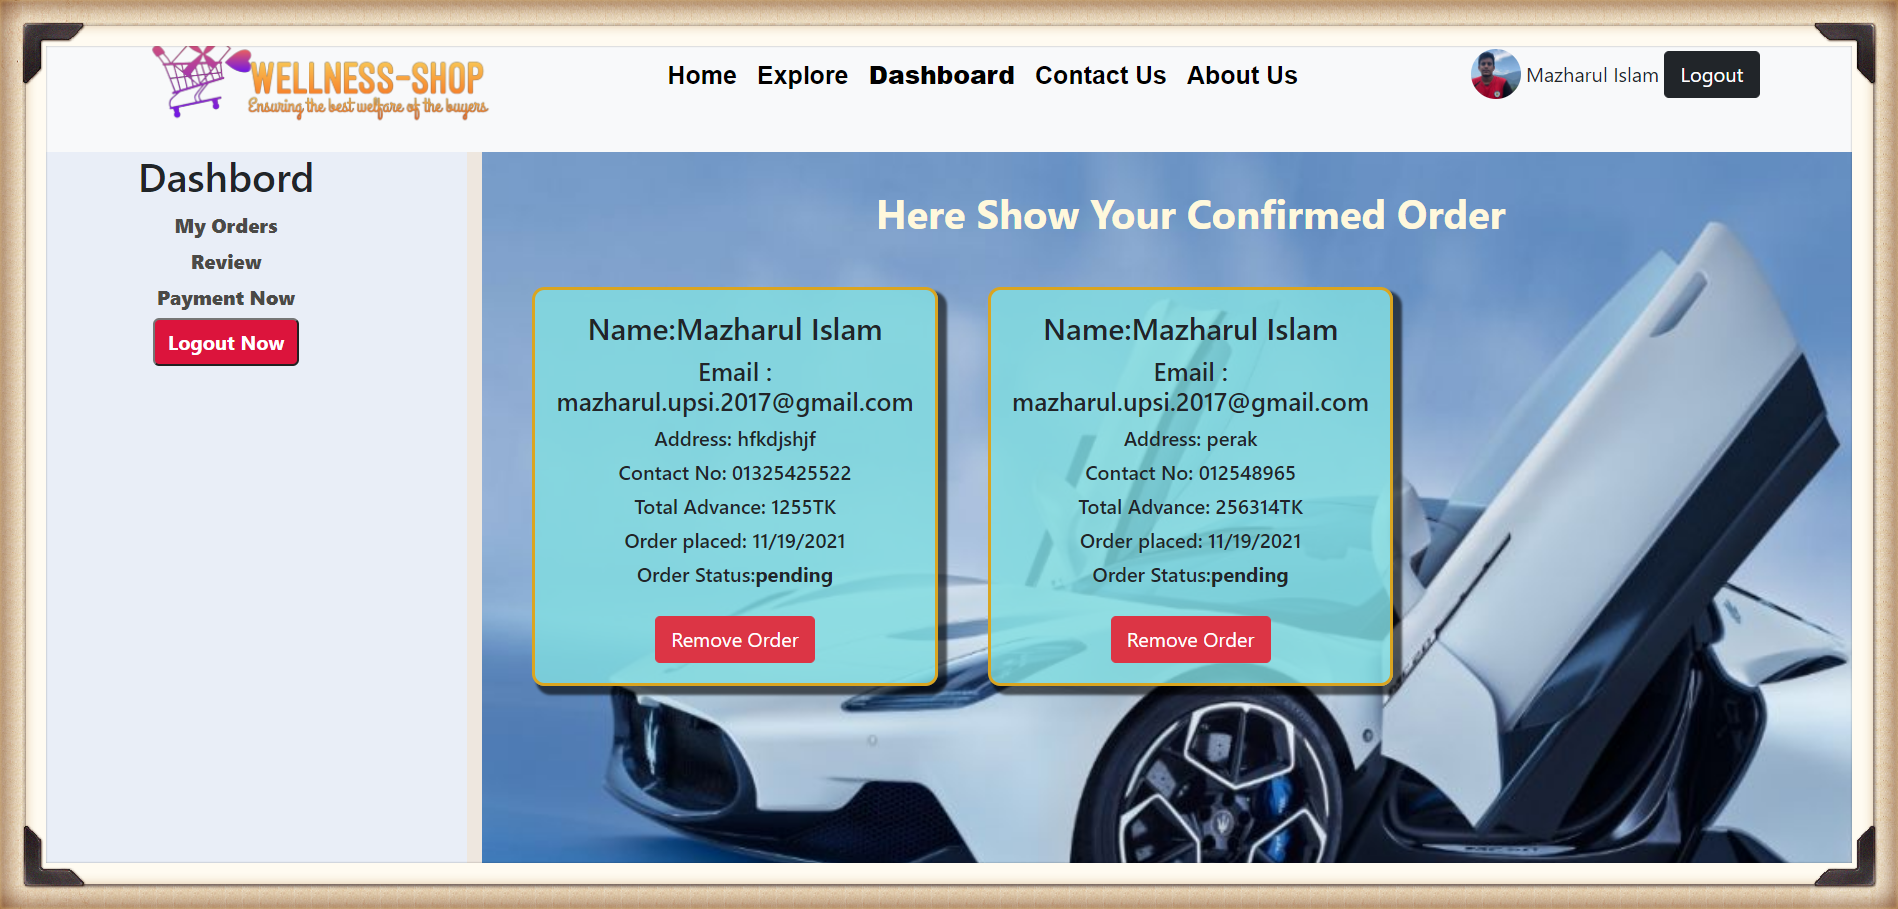 WELLNESS-SHOP
Ensuring the best welfare of the buyers
Home Explore Dashboard Contact Us About Us
Mazharul Islam Logout
Dashbord
My Orders
Review
Payment Now
Logout Now
Here Show Your Confirmed Order
Name:Mazharul Islam
Email :
mazharul.upsi.2017@gmail.com
Address: hfkdjshjf
Contact No: 01325425522
Total Advance: 1255TK
Order placed: 11/19/2021
Order Status:pending
Remove Order
Name:Mazharul Islam
Email :
mazharul.upsi.2017@gmail.com
Address: perak
Contact No: 012548965
Total Advance: 256314TK
Order placed: 11/19/2021
Order Status:pending
Remove Order